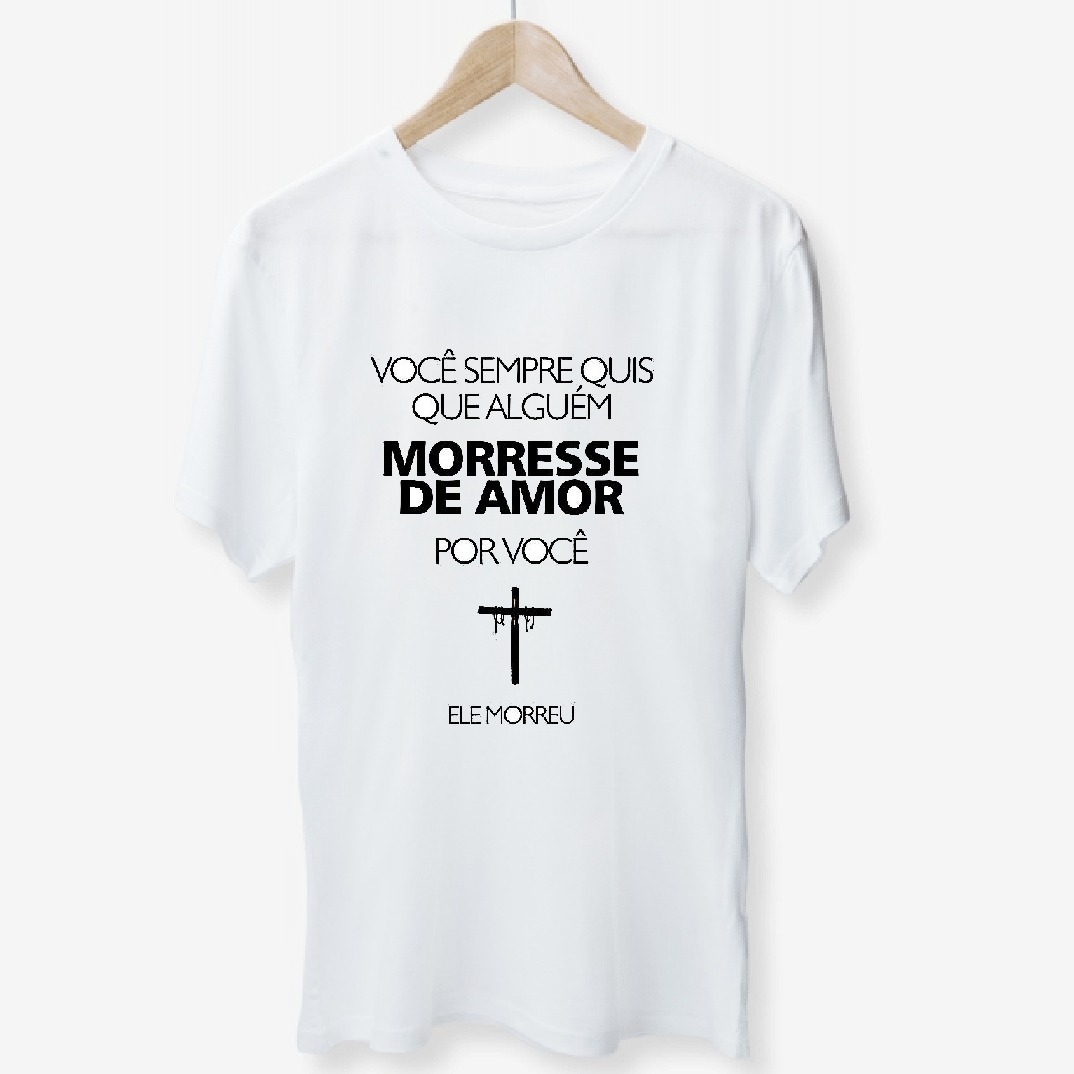 VOCÊ SEMPRE QUIS
QUE ALGUÉM
MORRESSE
DE AMOR
POR VOCÊ
ELE MORREU